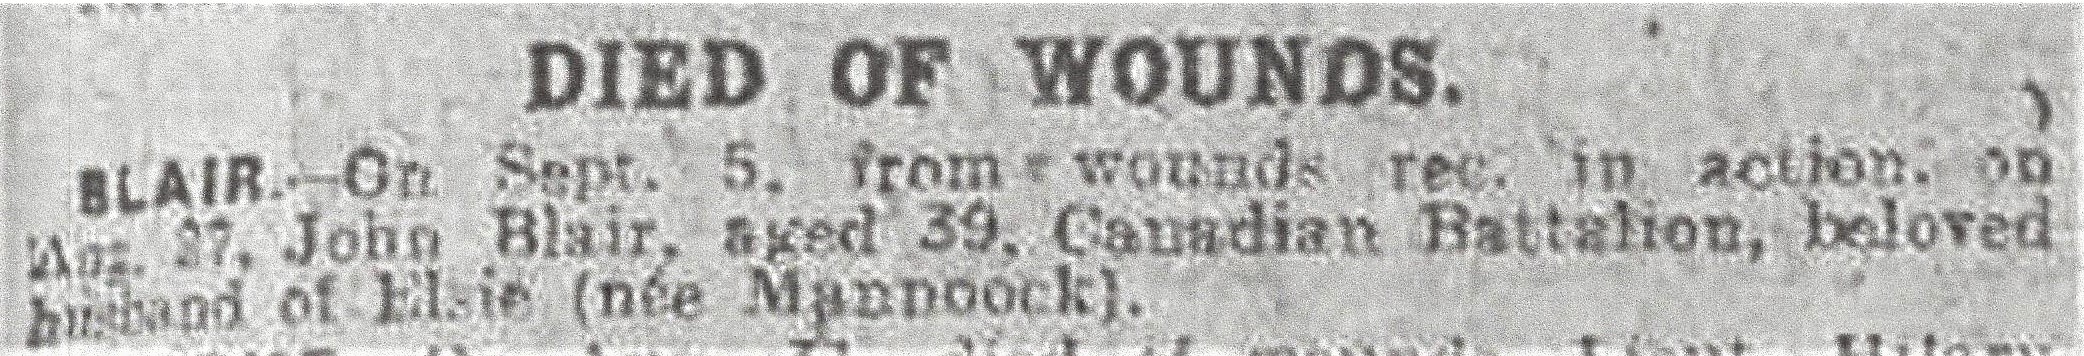 DIED OF WOUNDS.
BLAIR.—On Sept. 5, from wounds rec. in action. on
Aug. 27, John Blair, aged 39, Canadian Battalion, beloved
husband of Elsie (née Mannoock).